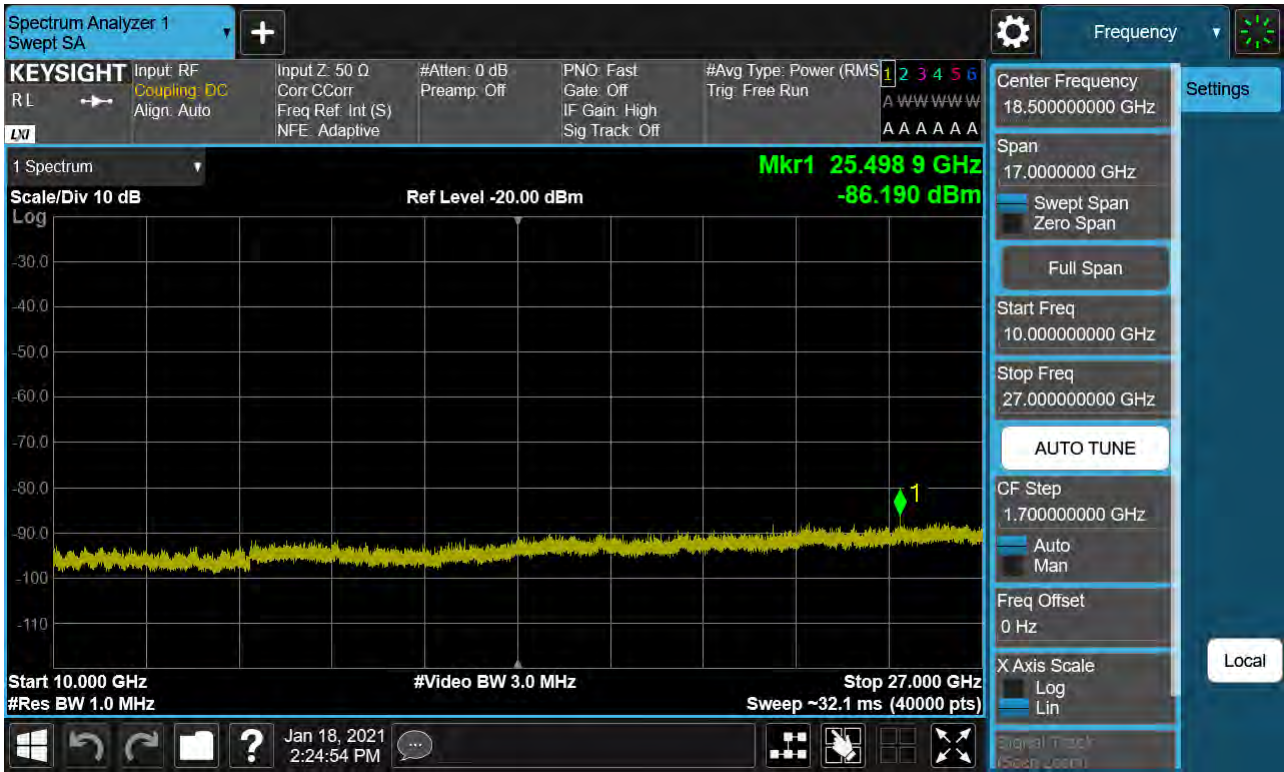 Spectrum Analyzer 1
Swept SA
+
Frequency
KEYSIGHT
RL
LXI
Input: RF
Coupling: DC
Align: Auto
Input Z: 50 Ω
Corr CCorr
Freq Ref: Int (S)
NFE: Adaptive
#Atten: 0 dB
Preamp: Off
PNO: Fast
Gate: Off
IF Gain: High
Sig Track: Off
#Avg Type: Power (RMS
Trig: Free Run
1 2 3 4 5 6
A W W W W W
A A A A A A
1 Spectrum
Scale/Div 10 dB
Log
Ref Level -20.00 dBm
Mkr1 25.498 9 GHz
-86.190 dBm
-30.0
-40.0
-50.0
-60.0
-70.0
-80.0
-90.0
-100
-110
1
Start 10.000 GHz
#Res BW 1.0 MHz
#Video BW 3.0 MHz
Stop 27.000 GHz
Sweep ~32.1 ms (40000 pts)
Center Frequency
18.500000000 GHz
Span
17.0000000 GHz
Swept Span
Zero Span
Full Span
Start Freq
10.000000000 GHz
Stop Freq
27.000000000 GHz
AUTO TUNE
CF Step
1.700000000 GHz
Auto
Man
Freq Offset
0 Hz
X Axis Scale
Log
Lin
Signal Track
(Span Zoom)
Settings
Local
?
Jan 18, 2021
2:24:54 PM